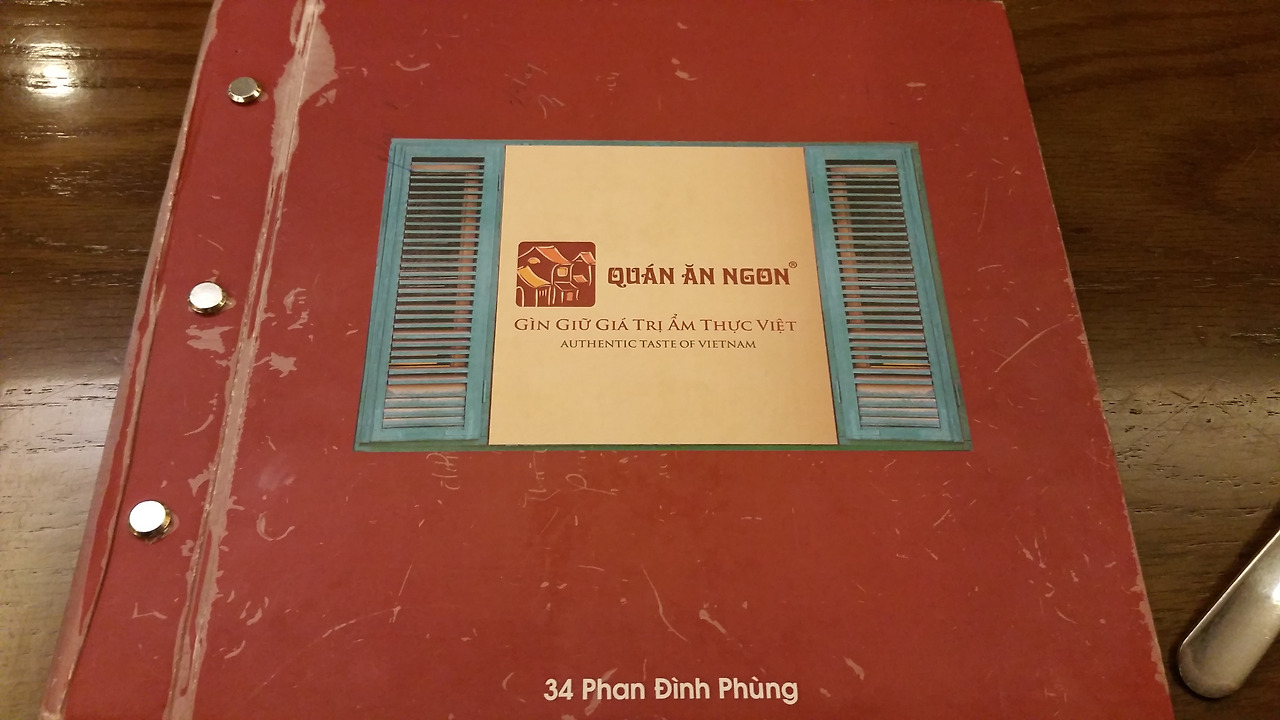 QUÁN ĂN NGON®
GÌN GIỮ GIÁ TRỊ ẨM THỰC VIỆT
AUTHENTIC TASTE OF VIETNAM
34 Phan Đình Phùng